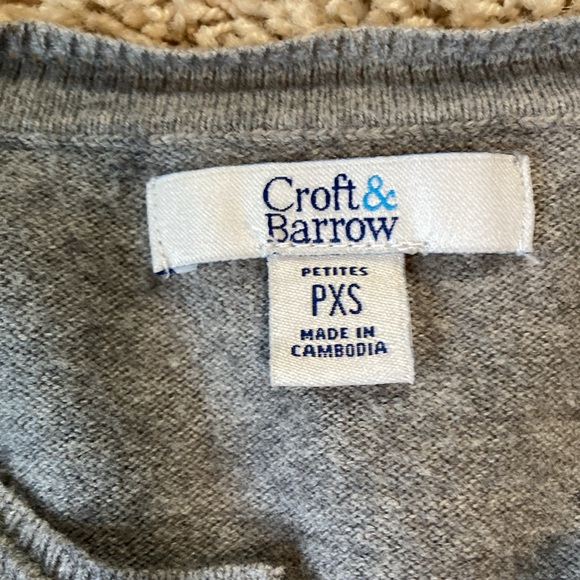 Croft&
Barrow
PETITES
PXS
MADE IN
CAMBODIA